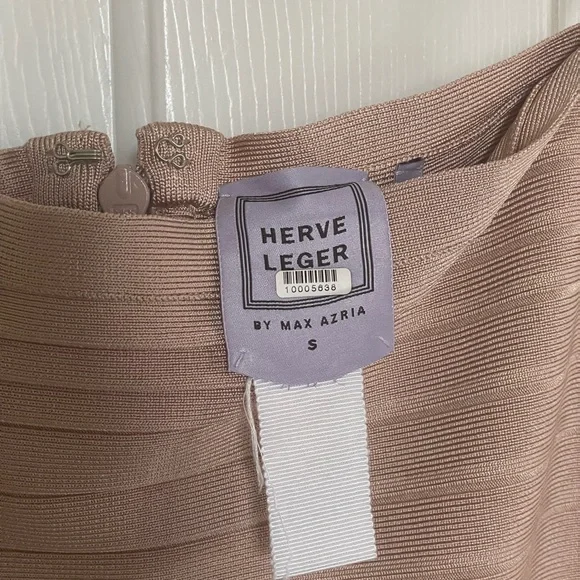 HERVE
LEGER
10005638
BY MAX AZRIA
S